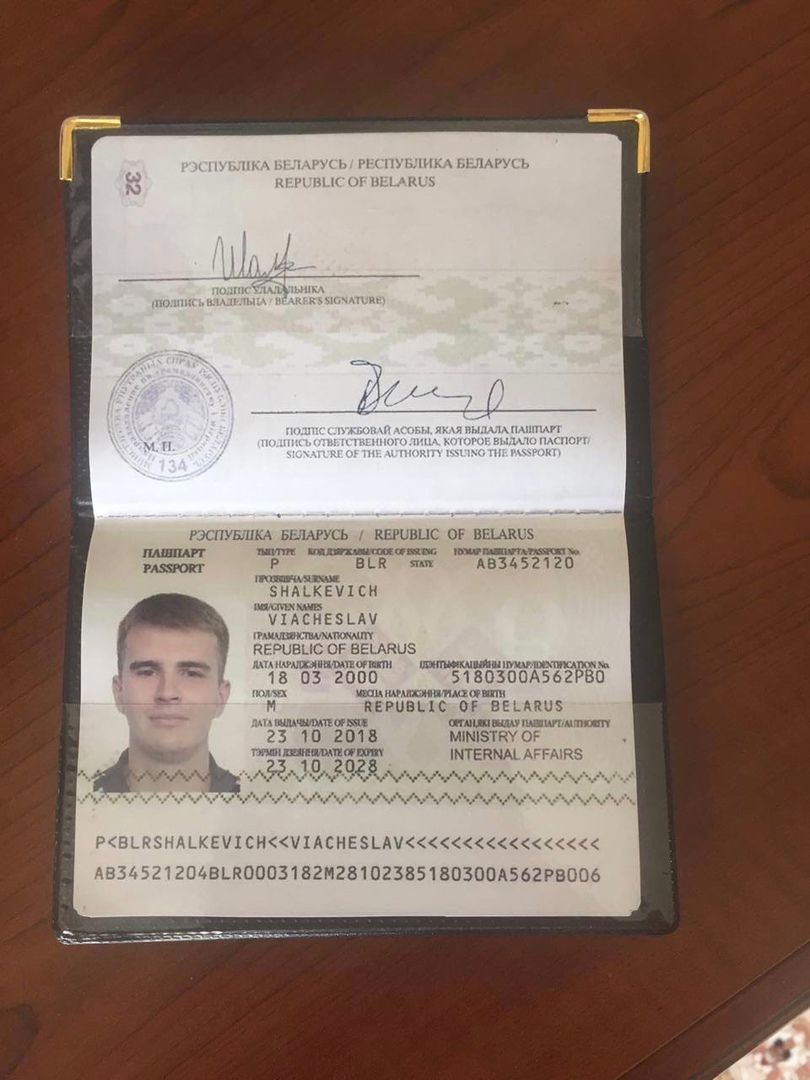 32
РЭСПУБЛІКА БЕЛАРУСЬ / РЕСПУБЛИКА БЕЛАРУСЬ
REPUBLIC OF BELARUS
ПОДПІС УЛАДАЛЬНІКА
(ПОДПИСЬ ВЛАДЕЛЬЦА / BEARER'S SIGNATURE)
М. П.
134
ПОДПІС СЛУЖБОВАЙ АСОБЫ, ЯКАЯ ВЫДАЛА ПАШПАРТ
(ПОДПИСЬ ОТВЕТСТВЕННОГО ЛИЦА, КОТОРОЕ ВЫДАЛО ПАСПОРТ/
SIGNATURE OF THE AUTHORITY ISSUING THE PASSPORT)
РЭСПУБЛІКА БЕЛАРУСЬ / REPUBLIC OF BELARUS
ПАШПАРТ ТЫП/TYPE КОД ДЗЯРЖАВЫ/CODE OF ISSUING STATE НУМАР ПАШПАРТА/PASSPORT No.
PASSPORT P BLR AB3452120
ПРОЗВІШЧА/SURNAME
SHALKEVICH
ІМЯ/GIVEN NAMES
VIACHESLAV
ГРАМАДЗЯНСТВА/NATIONALITY
REPUBLIC OF BELARUS
ДАТА НАРАДЖЭННЯ/DATE OF BIRTH ІДЭНТЫФІКАЦЫЙНЫ НУМАР/IDENTIFICATION No.
18 03 2000 5180300A562PB0
ПОЛ/SEX МЕСЦА НАРАДЖЭННЯ/PLACE OF BIRTH
M REPUBLIC OF BELARUS
ДАТА ВЫДАЧЫ/DATE OF ISSUE ОРГАН, ЯКІ ВЫДАЎ ПАШПАРТ/AUTHORITY
23 10 2018 MINISTRY OF
ТЭРМІН ДЗЕЯННЯ/DATE OF EXPIRY INTERNAL AFFAIRS
23 10 2028
P<BLRSHALKEVICH<<VIACHESLAV<<<<<<<<<<<<<<<<<
AB34521204BLR0003182M28102385180300A562PB006